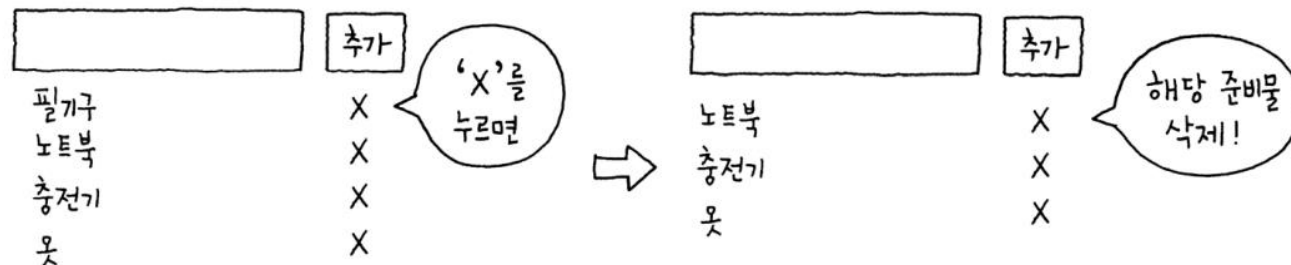 추가
필기구 X
노트북 X
충전기 X
옷 X
'X'를
누르면
추가
노트북 X
충전기 X
옷 X
해당 준비물
삭제!